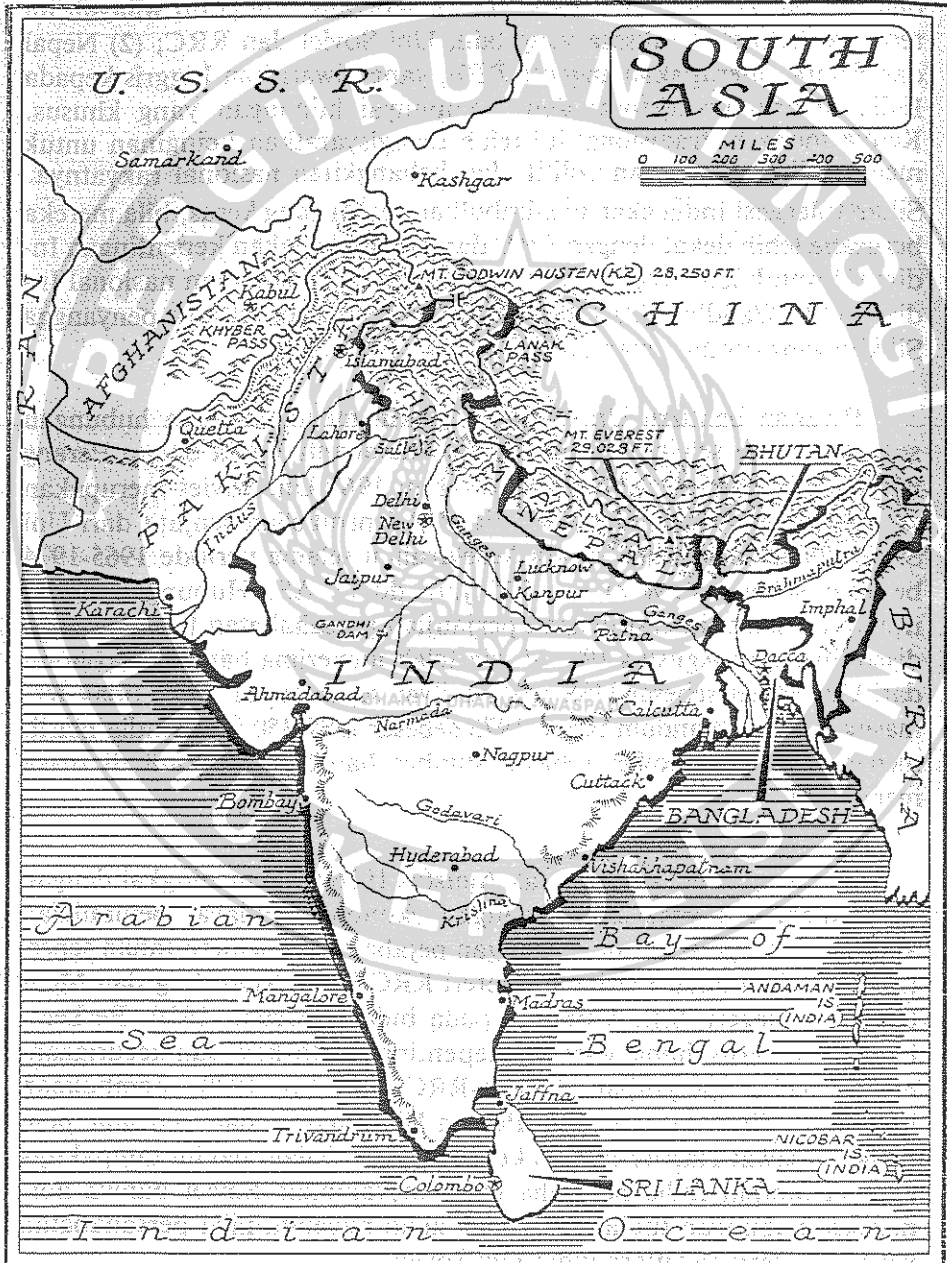 SOUTH
ASIA
MILES
0 100 200 300 400 500
U. S. S. R.
Samarkand
Kashgar
MT. GODWIN AUSTEN (K2) 28,250 FT.
CHINA
IRAN
AFGHANISTAN
Kabul
KHYBER
PASS
Islamabad
LANAK
PASS
Quetta
Lahore
Sutlej
PAKIST
Indus
MT. EVEREST
29,028 FT.
BHUTAN
NEPAL
Delhi
New
Delhi
Ganges
Lucknow
Jaipur
Kanpur
Brahmaputra
Karachi
GANDHI
DAM
Patna
Ganges
Imphal
BURMA
INDIA
Dacca
Ahmadabad
Narmada
Calcutta
Nagpur
Cuttack
Bombay
BANGLADESH
Godavari
Hyderabad
Vishakhapatnam
Krishna
Arabian
Sea
Bay of
Bengal
Mangalore
Madras
ANDAMAN
IS
(INDIA)
Jaffna
Trivandrum
NICOBAR
IS
(INDIA)
Colombo
SRI LANKA
Indian Ocean
PERGURUAN TINGGI